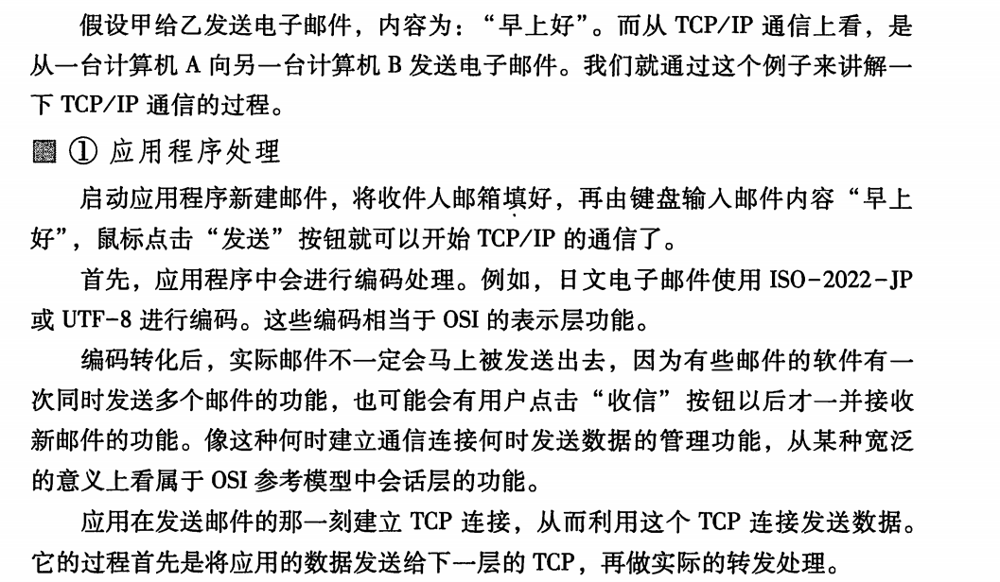 假设甲给乙发送电子邮件，内容为：“早上好”。而从 TCP/IP 通信上看，是
从一台计算机 A 向另一台计算机 B 发送电子邮件。我们就通过这个例子来讲解一
下 TCP/IP 通信的过程。
① 应用程序处理
启动应用程序新建邮件，将收件人邮箱填好，再由键盘输入邮件内容“早上
好”，鼠标点击“发送”按钮就可以开始 TCP/IP 的通信了。
首先，应用程序中会进行编码处理。例如，日文电子邮件使用 ISO-2022-JP
或 UTF-8 进行编码。这些编码相当于 OSI 的表示层功能。
编码转化后，实际邮件不一定会马上被发送出去，因为有些邮件的软件有一
次同时发送多个邮件的功能，也可能会有用户点击“收信”按钮以后才一并接收
新邮件的功能。像这种何时建立通信连接何时发送数据的管理功能，从某种宽泛
的意义上看属于 OSI 参考模型中会话层的功能。
应用在发送邮件的那一刻建立 TCP 连接，从而利用这个 TCP 连接发送数据。
它的过程首先是将应用的数据发送给下一层的 TCP，再做实际的转发处理。